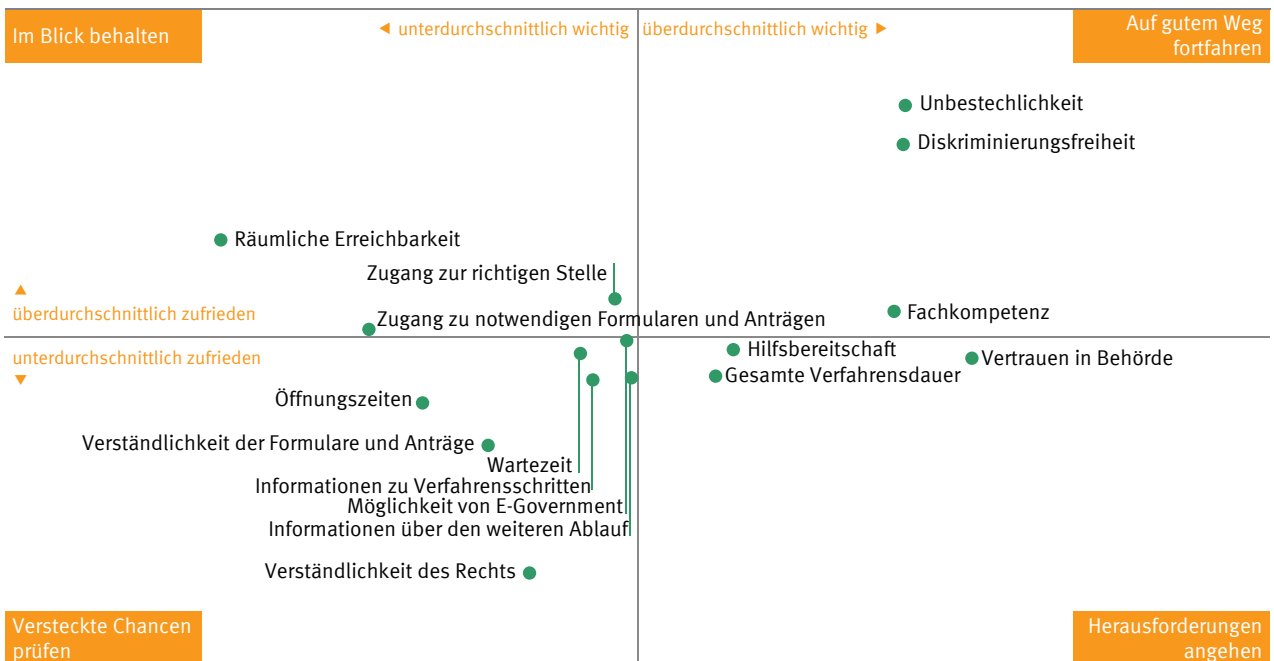 Im Blick behalten
◄ unterdurchschnittlich wichtig
überdurchschnittlich wichtig ►
Auf gutem Weg
fortfahren
Unbestechlichkeit
Diskriminierungsfreiheit
Räumliche Erreichbarkeit
Zugang zur richtigen Stelle
▲
überdurchschnittlich zufrieden
Zugang zu notwendigen Formularen und Anträgen
Fachkompetenz
unterdurchschnittlich zufrieden
▼
Hilfsbereitschaft
Vertrauen in Behörde
Gesamte Verfahrensdauer
Öffnungszeiten
Verständlichkeit der Formulare und Anträge
Wartezeit
Informationen zu Verfahrensschritten
Möglichkeit von E-Government
Informationen über den weiteren Ablauf
Verständlichkeit des Rechts
Versteckte Chancen
prüfen
Herausforderungen
angehen